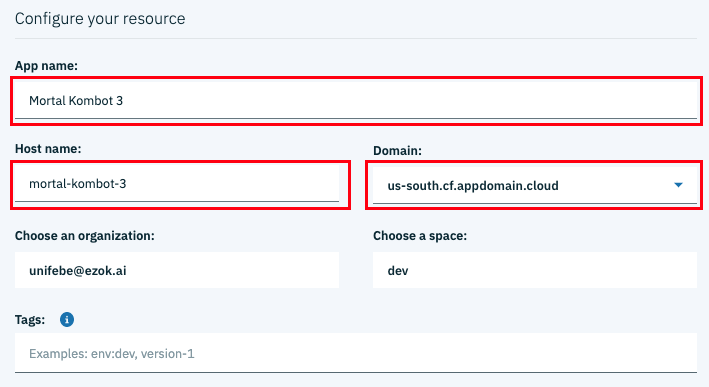 Configure your resource
App name:
Mortal Kombot 3
Host name:
Domain:
mortal-kombot-3
us-south.cf.appdomain.cloud
Choose an organization:
Choose a space:
unifebe@ezok.ai
dev
Tags:
Examples: env:dev, version-1